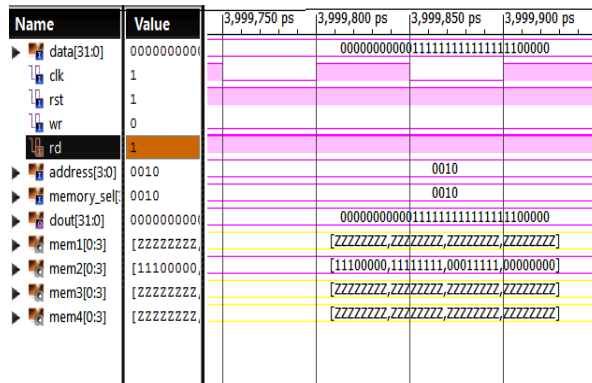 Name Value 3,999,750 ps 3,999,800 ps 3,999,850 ps 3,999,900 ps
data[31:0] 0000000000 00000000000111111111111111100000
clk 1
rst 1
wr 0
rd 1
address[3:0] 0010 0010
memory_sel[ 0010 0010
dout[31:0] 0000000000 00000000000111111111111111100000
mem1[0:3] [ZZZZZZZZ, [ZZZZZZZZ,ZZZZZZZZ,ZZZZZZZZ,ZZZZZZZZ]
mem2[0:3] [11100000, [11100000,11111111,00011111,00000000]
mem3[0:3] [ZZZZZZZZ, [ZZZZZZZZ,ZZZZZZZZ,ZZZZZZZZ,ZZZZZZZZ]
mem4[0:3] [ZZZZZZZZ, [ZZZZZZZZ,ZZZZZZZZ,ZZZZZZZZ,ZZZZZZZZ]